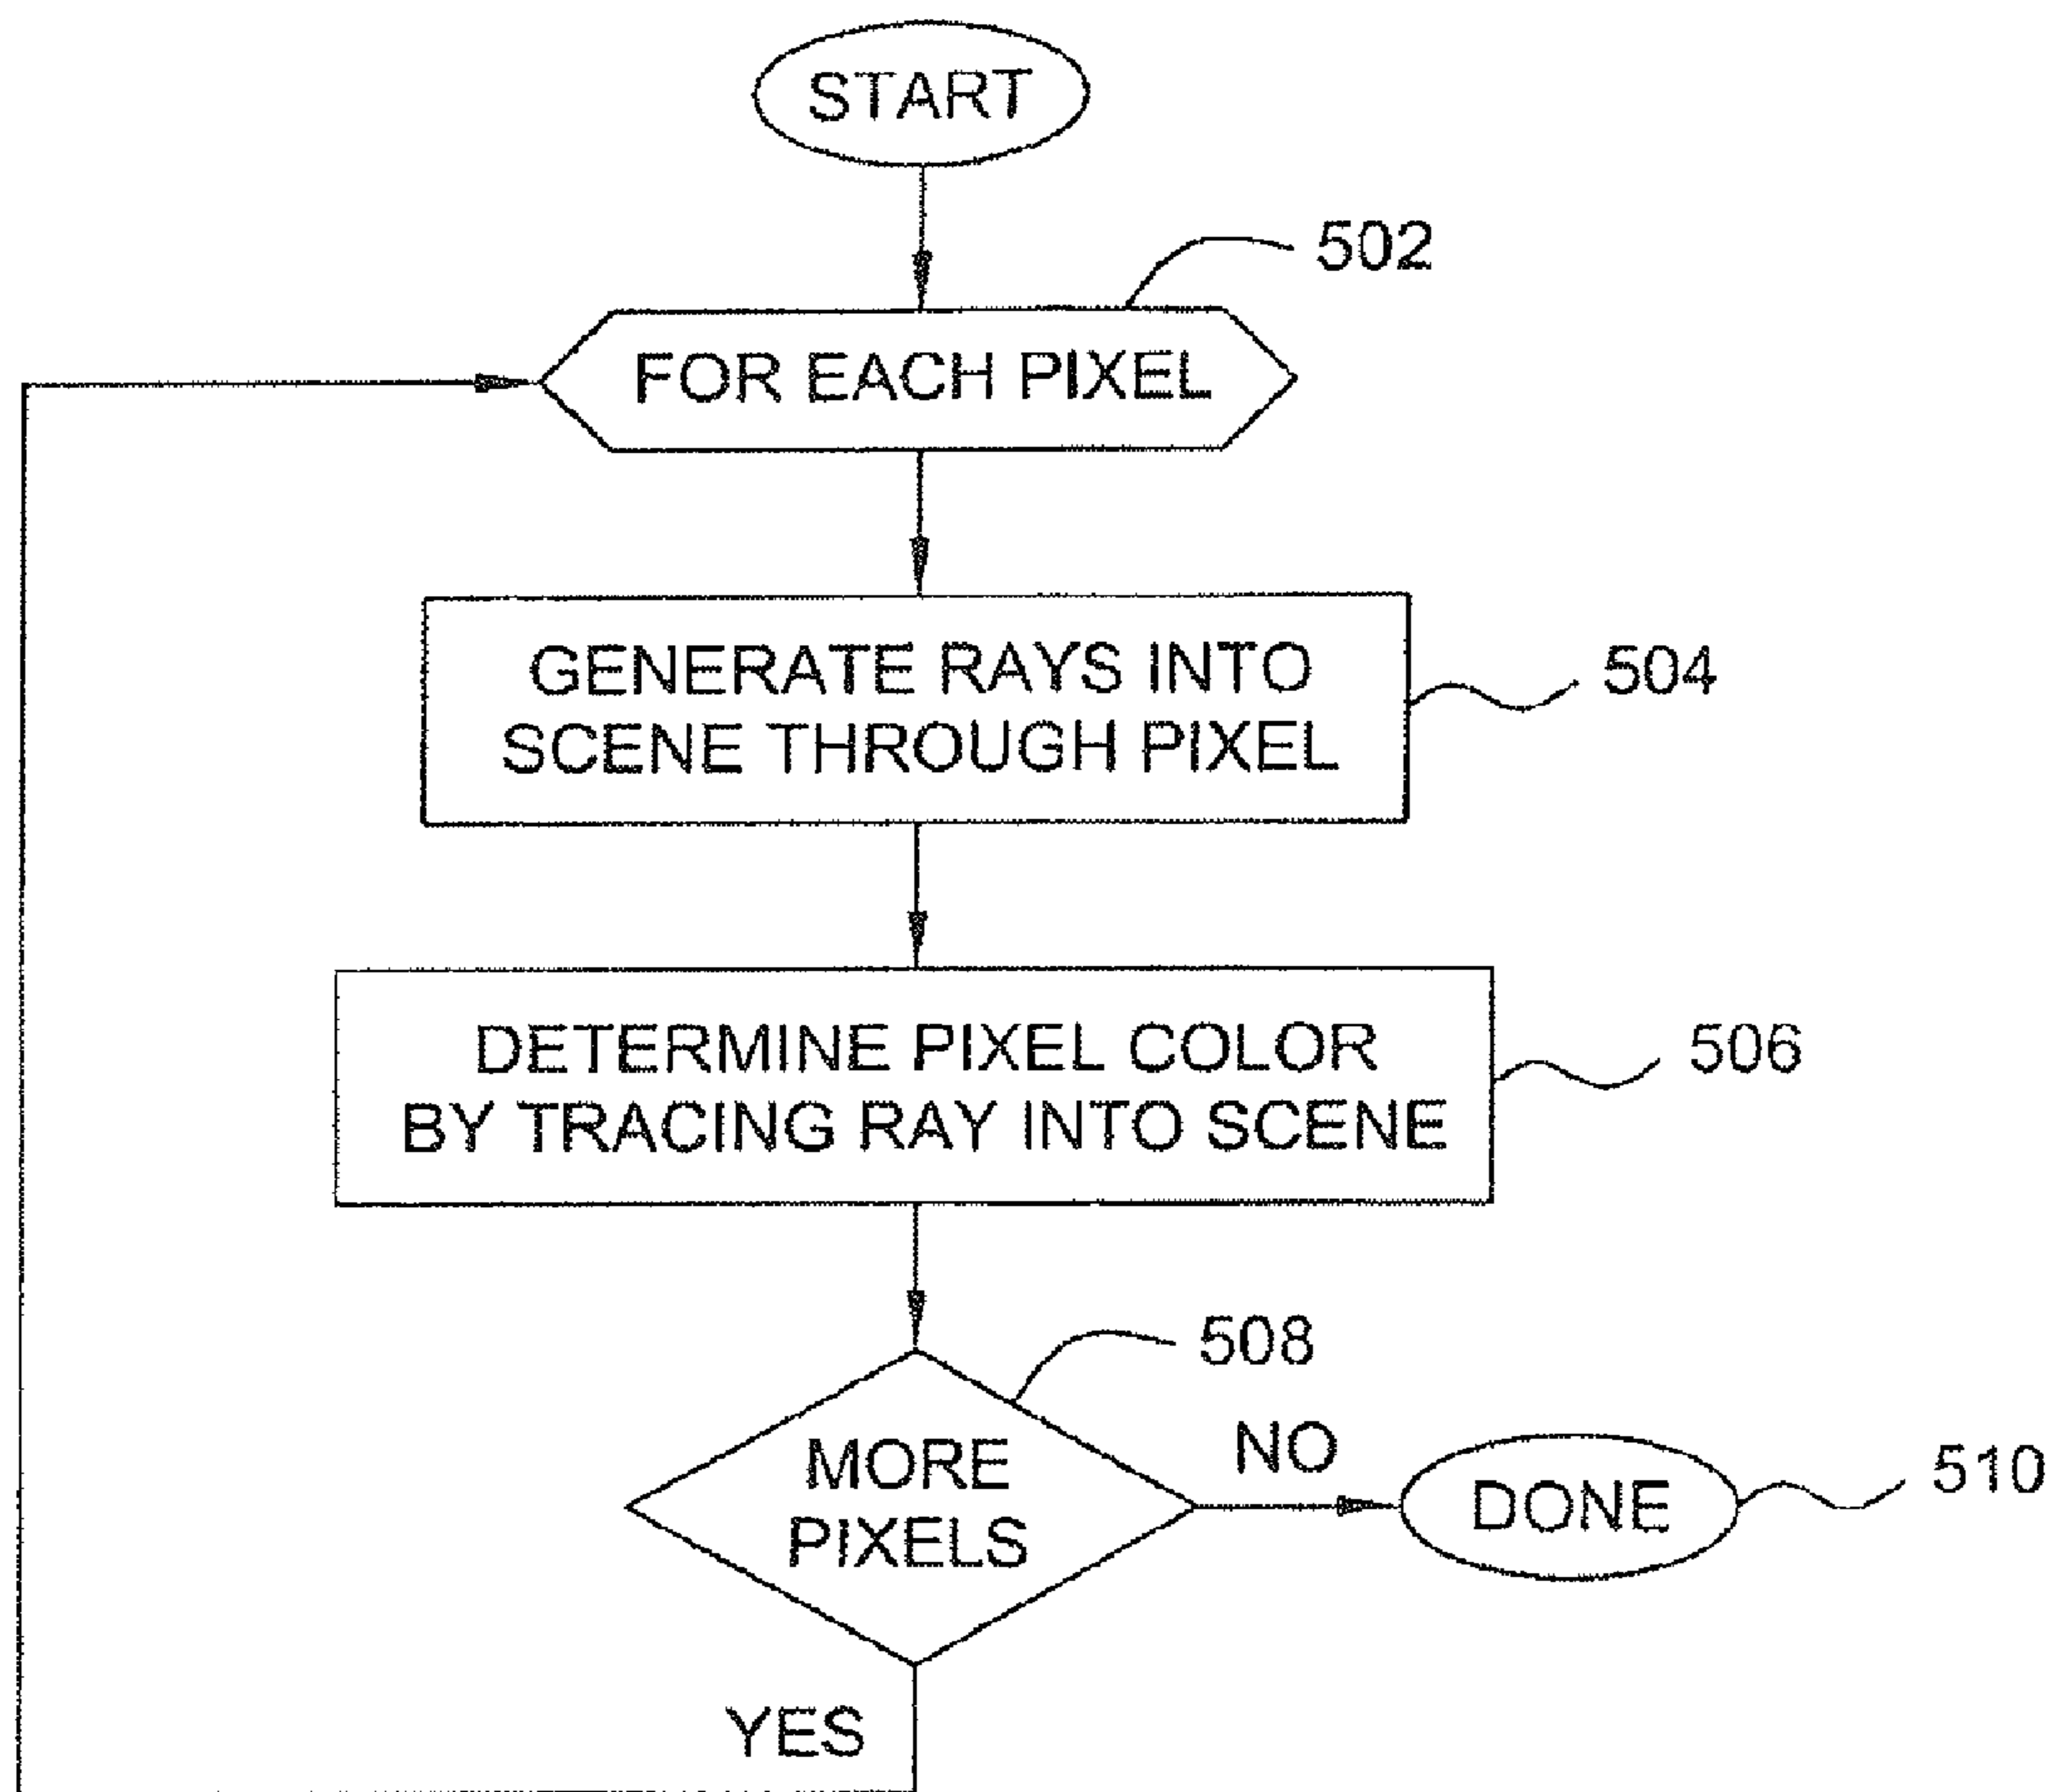 START
502
FOR EACH PIXEL
GENERATE RAYS INTO
SCENE THROUGH PIXEL
504
DETERMINE PIXEL COLOR
BY TRACING RAY INTO SCENE
506
508
MORE
PIXELS
NO
DONE
510
YES